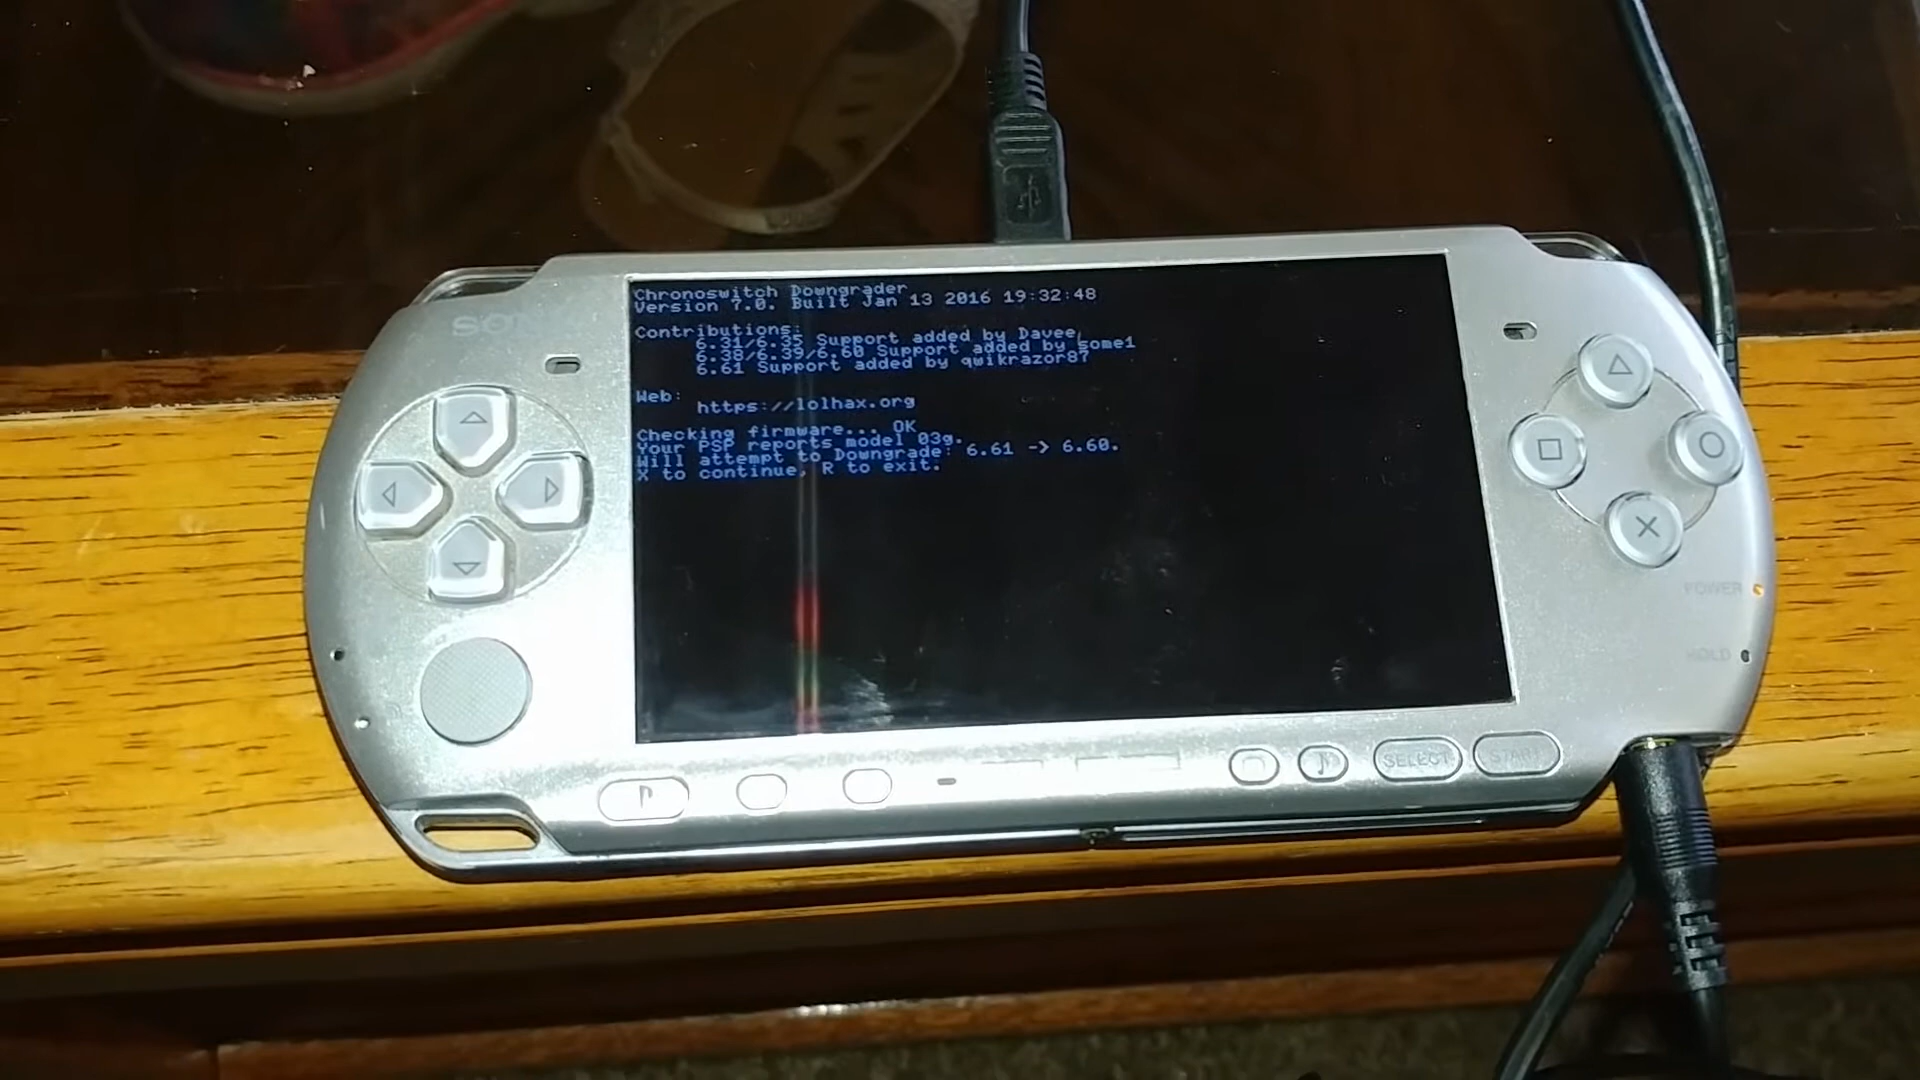 SONY
Chronoswitch Downgrader
Version 7.0. Built Jan 13 2016 19:32:48
Contributions:
6.31/6.35 Support added by Davee
6.38/6.39/6.60 Support added by some1
6.61 Support added by qwikrazor87
Web:
https://lolhax.org
Checking firmware... OK
Your PSP reports model 03g.
Will attempt to Downgrade: 6.61 -> 6.60.
X to continue, R to exit.
POWER
HOLD
SELECT
START